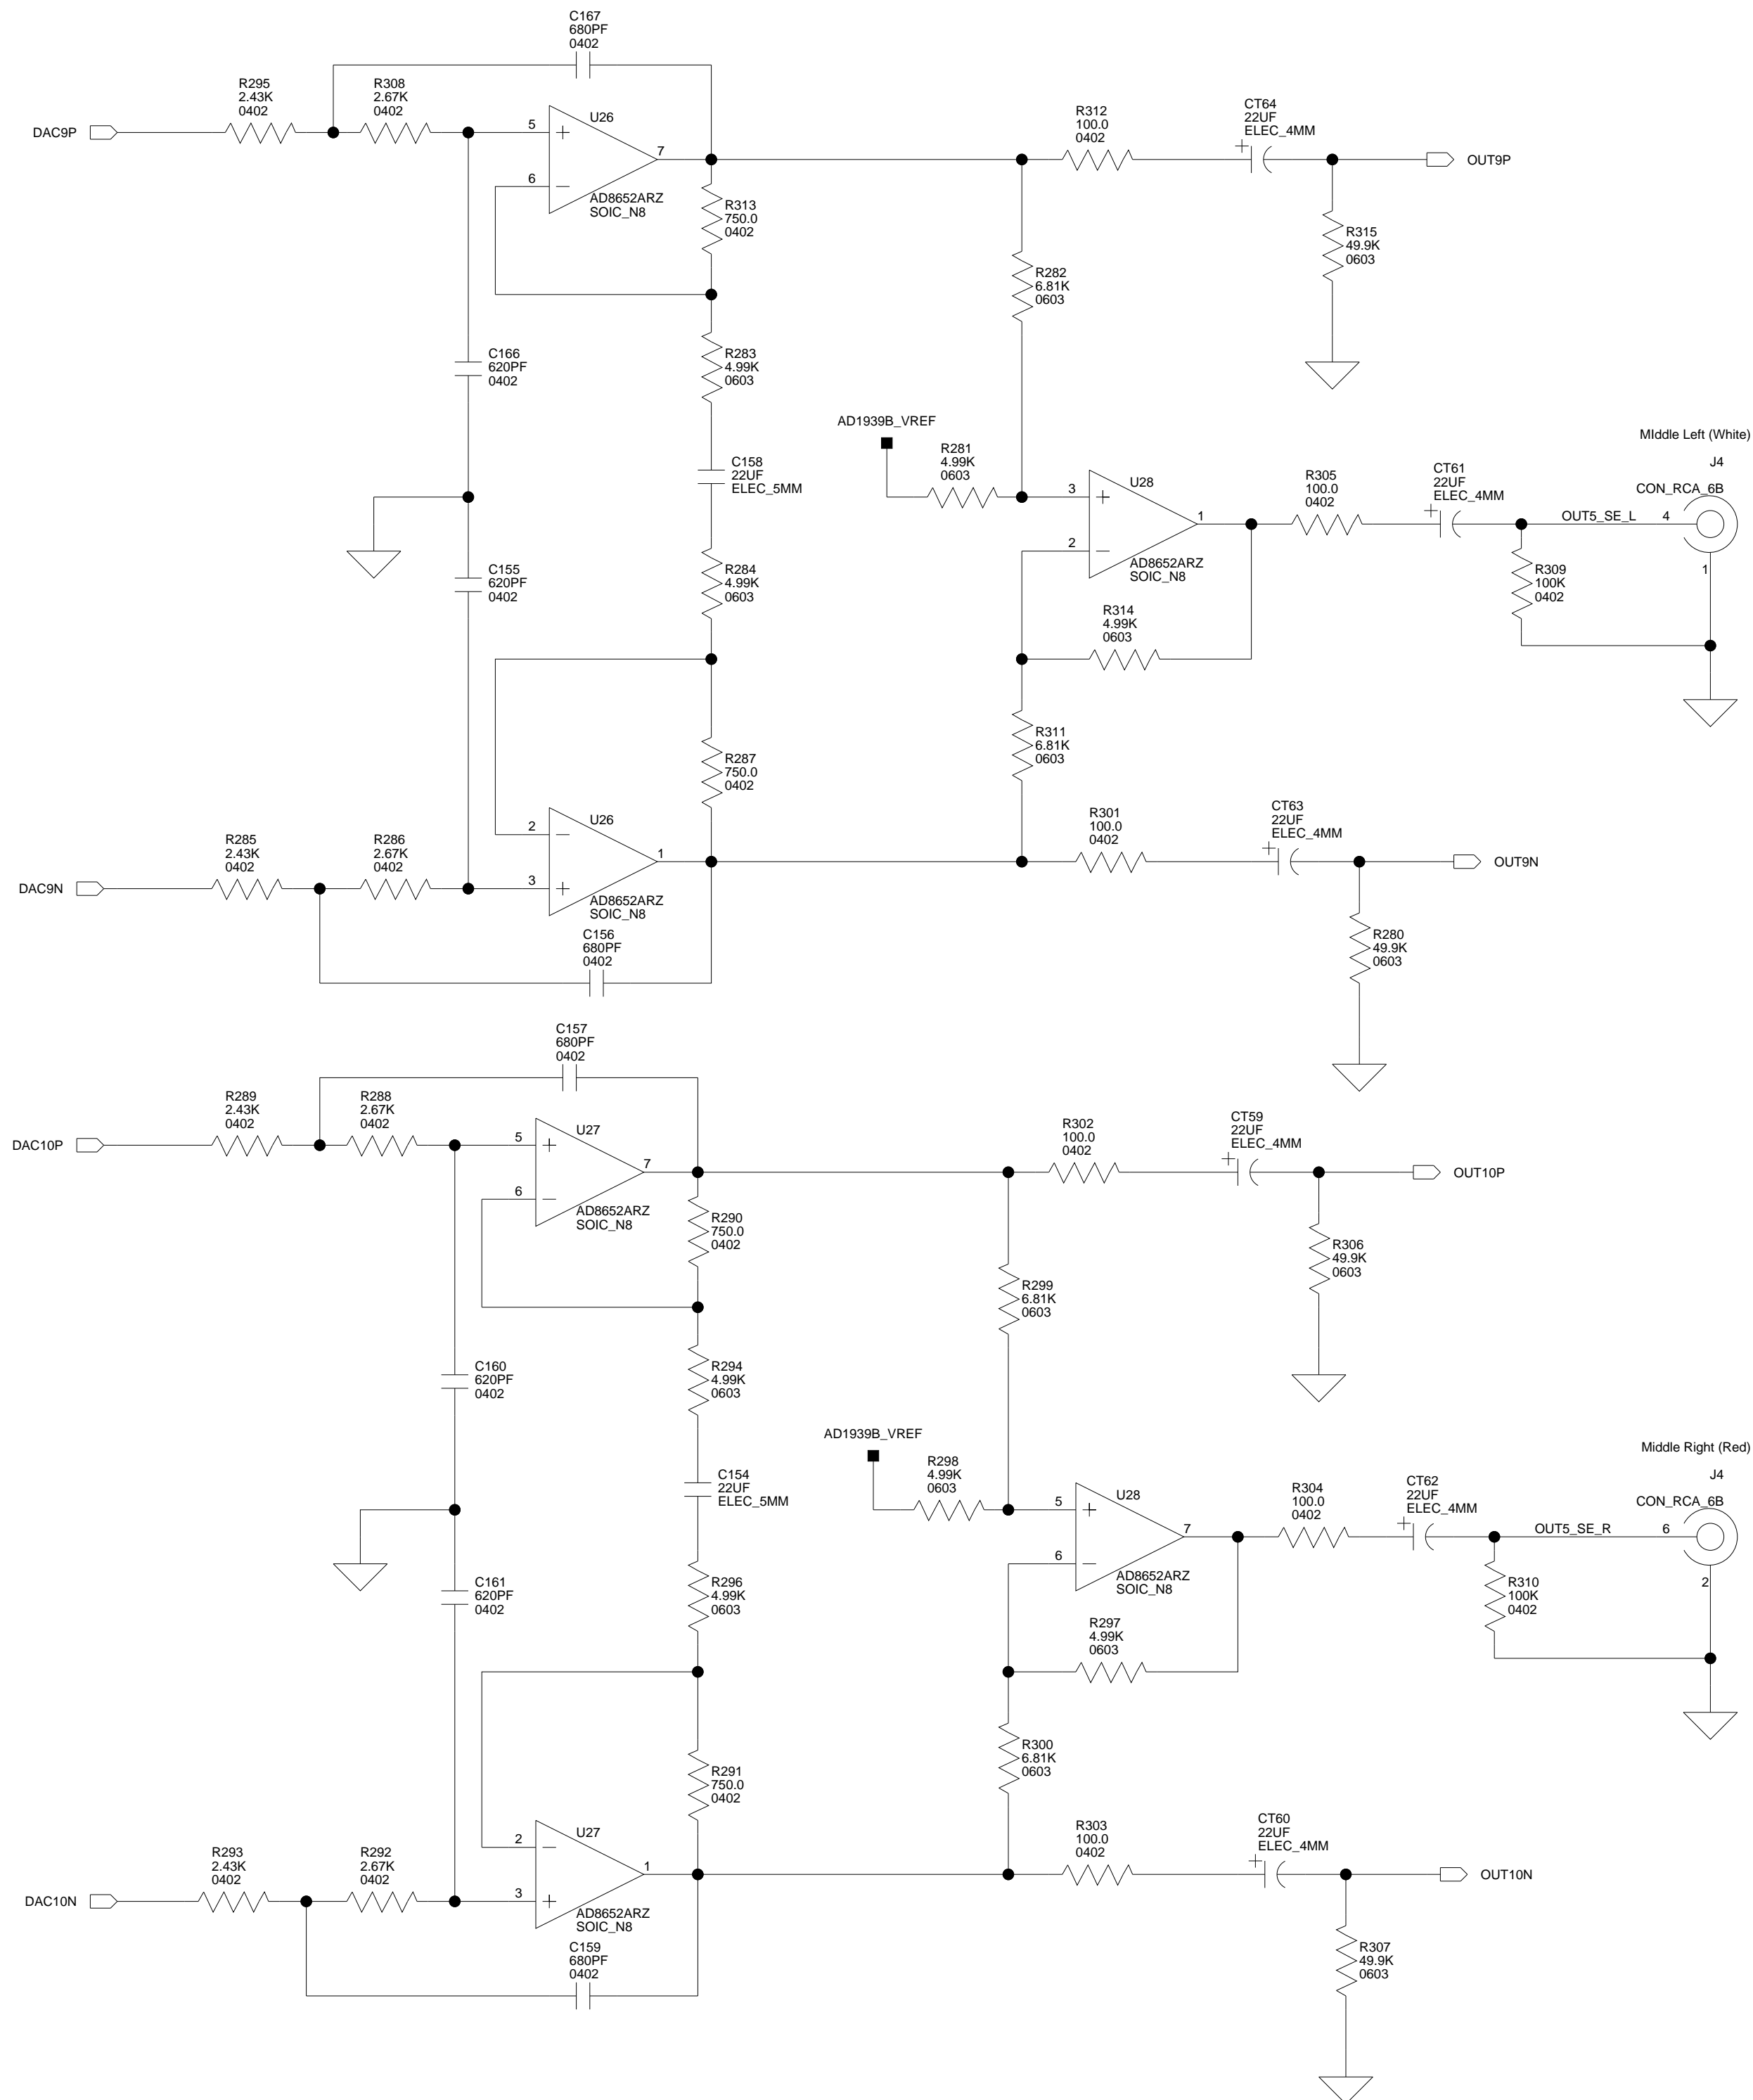 C167
680PF
0402
R295
2.43K
0402
R308
2.67K
0402
DAC9P
5
6
7
U26
AD8652ARZ
SOIC_N8
R313
750.0
0402
R312
100.0
0402
CT64
22UF
ELEC_4MM
+
OUT9P
R315
49.9K
0603
R282
6.81K
0603
R283
4.99K
0603
C166
620PF
0402
C158
22UF
ELEC_5MM
AD1939B_VREF
R281
4.99K
0603
3
2
1
U28
AD8652ARZ
SOIC_N8
R305
100.0
0402
CT61
22UF
ELEC_4MM
+
MIddle Left (White)
J4
CON_RCA_6B
OUT5_SE_L
4
1
R309
100K
0402
C155
620PF
0402
R284
4.99K
0603
R314
4.99K
0603
R311
6.81K
0603
R287
750.0
0402
R285
2.43K
0402
R286
2.67K
0402
DAC9N
2
3
1
U26
AD8652ARZ
SOIC_N8
C156
680PF
0402
R301
100.0
0402
CT63
22UF
ELEC_4MM
+
OUT9N
R280
49.9K
0603
C157
680PF
0402
R289
2.43K
0402
R288
2.67K
0402
DAC10P
5
6
7
U27
AD8652ARZ
SOIC_N8
R290
750.0
0402
R302
100.0
0402
CT59
22UF
ELEC_4MM
+
OUT10P
R306
49.9K
0603
R299
6.81K
0603
R294
4.99K
0603
C160
620PF
0402
C154
22UF
ELEC_5MM
AD1939B_VREF
R298
4.99K
0603
5
6
7
U28
AD8652ARZ
SOIC_N8
R304
100.0
0402
CT62
22UF
ELEC_4MM
+
Middle Right (Red)
J4
CON_RCA_6B
OUT5_SE_R
6
2
R310
100K
0402
C161
620PF
0402
R296
4.99K
0603
R297
4.99K
0603
R300
6.81K
0603
R291
750.0
0402
R293
2.43K
0402
R292
2.67K
0402
DAC10N
2
3
1
U27
AD8652ARZ
SOIC_N8
C159
680PF
0402
R303
100.0
0402
CT60
22UF
ELEC_4MM
+
OUT10N
R307
49.9K
0603